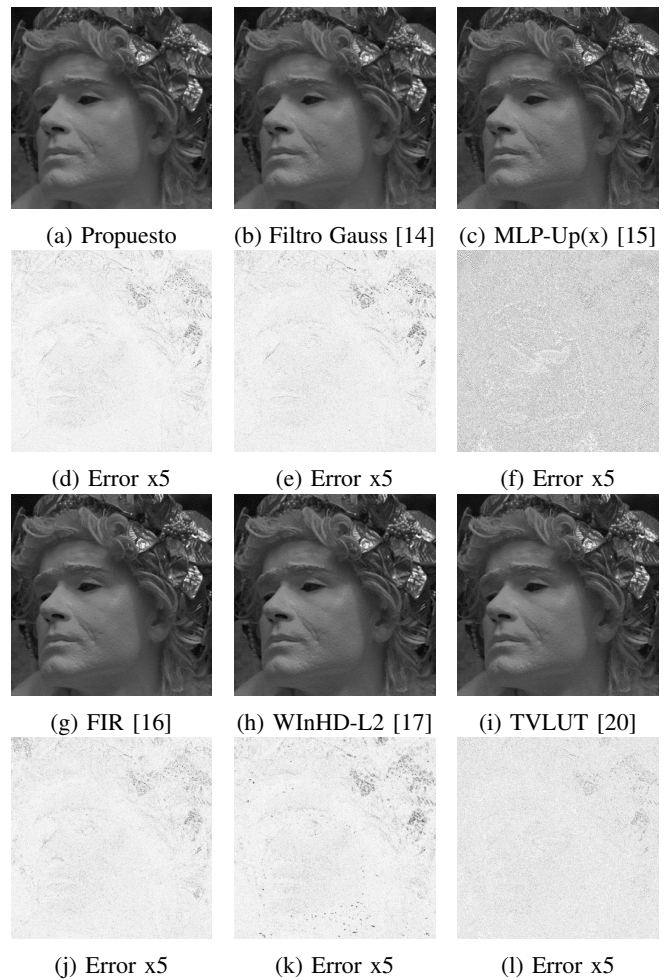 (a) Propuesto
(b) Filtro Gauss [14]
(c) MLP-Up(x) [15]
(d) Error x5
(e) Error x5
(f) Error x5
(g) FIR [16]
(h) WInHD-L2 [17]
(i) TVLUT [20]
(j) Error x5
(k) Error x5
(l) Error x5